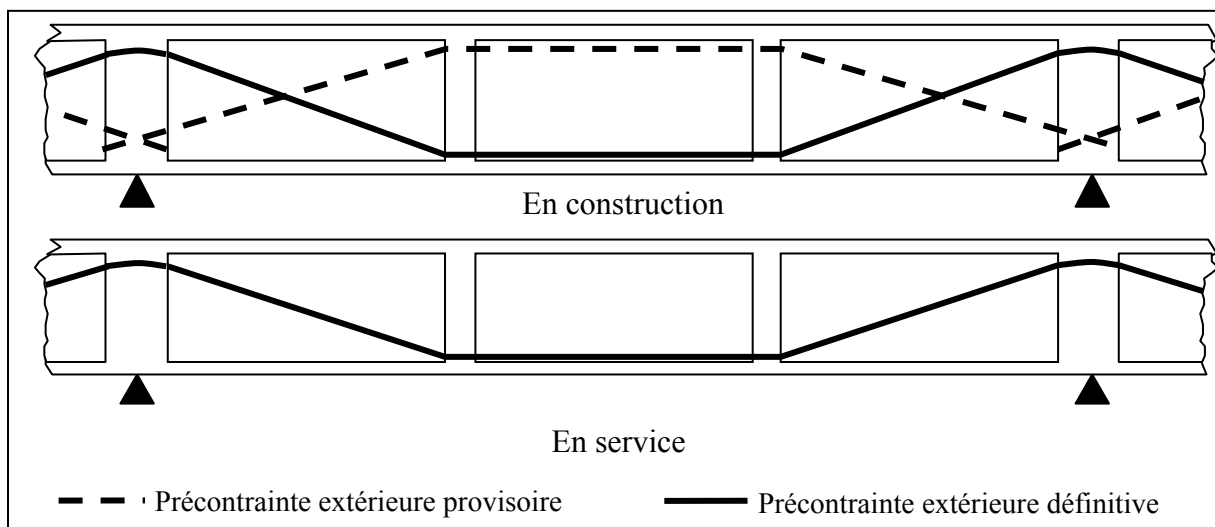 En construction
En service
Précontrainte extérieure provisoire
Précontrainte extérieure définitive